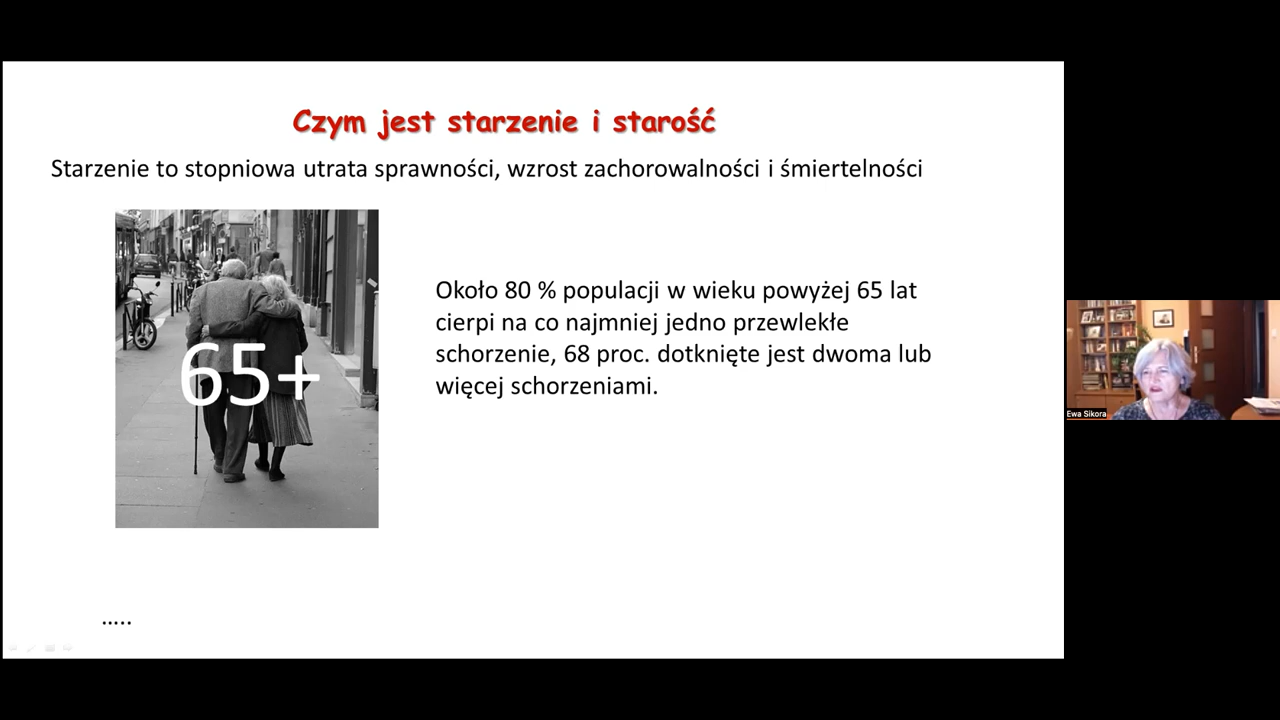 Czym jest starzenie i starość
Starzenie to stopniowa utrata sprawności, wzrost zachorowalności i śmiertelności
65+
Około 80 % populacji w wieku powyżej 65 lat
cierpi na co najmniej jedno przewlekłe
schorzenie, 68 proc. dotknięte jest dwoma lub
więcej schorzeniami.
Ewa Sikora
…..